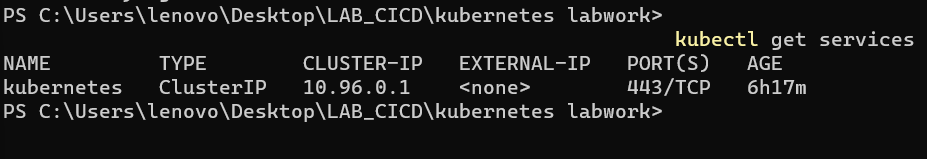 PS C:\Users\lenovo\Desktop\LAB_CICD\kubernetes labwork>
kubectl get services
NAME TYPE CLUSTER-IP EXTERNAL-IP PORT(S) AGE
kubernetes ClusterIP 10.96.0.1 <none> 443/TCP 6h17m
PS C:\Users\lenovo\Desktop\LAB_CICD\kubernetes labwork>